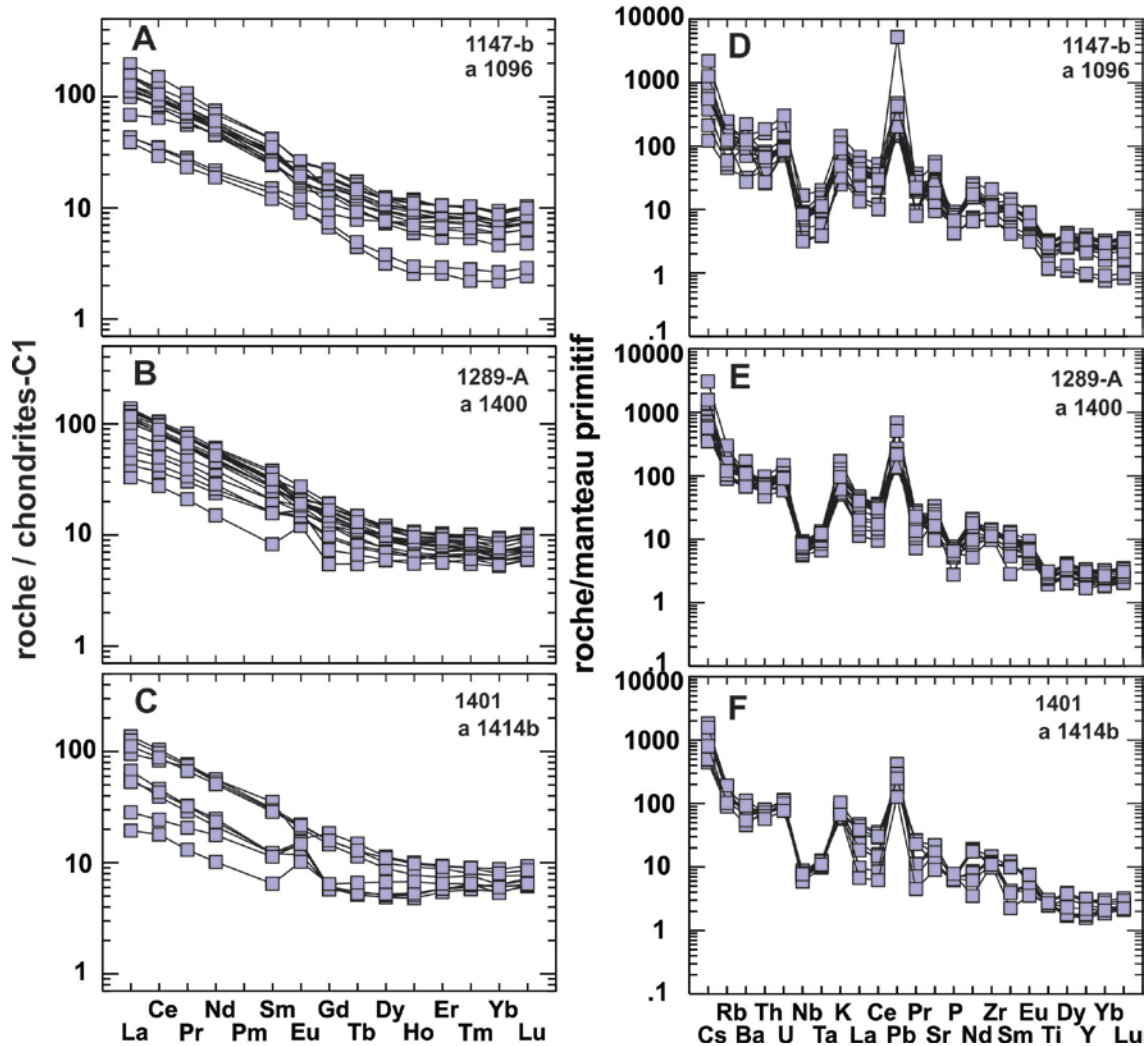 A
1147-b
a 1096
100
10
1
B
1289-A
a 1400
100
10
1
C
1401
a 1414b
100
10
1
roche / chondrites-C1
Ce Nd Sm Gd Dy Er Yb
La Pr Pm Eu Tb Ho Tm Lu
D
1147-b
a 1096
10000
1000
100
10
1
.1
E
1289-A
a 1400
10000
1000
100
10
1
.1
F
1401
a 1414b
10000
1000
100
10
1
.1
roche/manteau primitif
Rb Th Nb K Ce Pr P Zr Eu Dy Yb
Cs Ba U Ta La Pb Sr Nd Sm Ti Y Lu